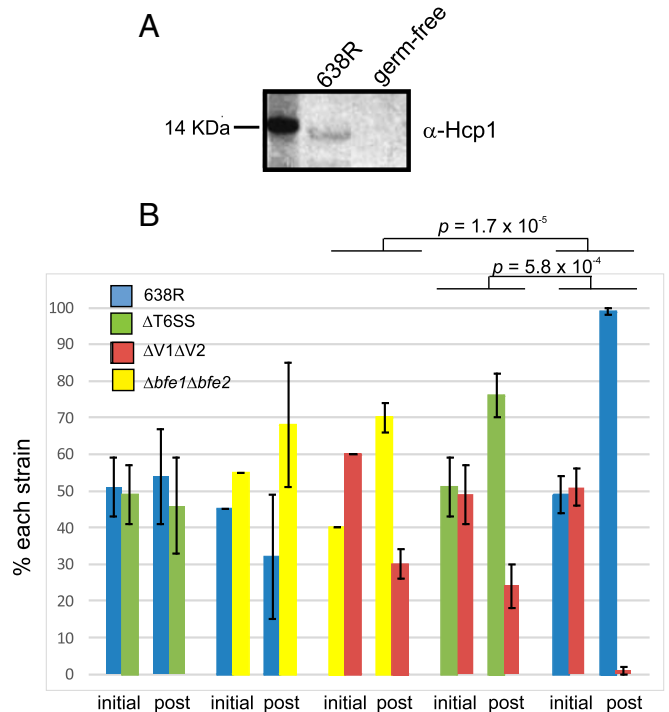 A
638R germ-free
14 KDa α-Hcp1
B
p = 1.7 x 10-5
p = 5.8 x 10-4
638R
ΔT6SS
ΔV1ΔV2
Δbfe1Δbfe2
% each strain
100
90
80
70
60
50
40
30
20
10
0
initial post initial post initial post initial post initial post